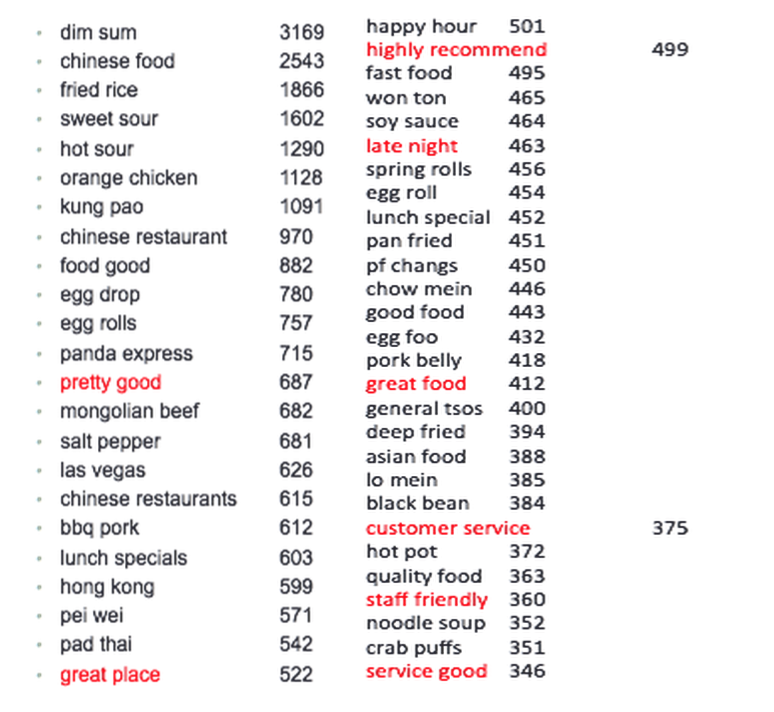 dim sum 3169
chinese food 2543
fried rice 1866
sweet sour 1602
hot sour 1290
orange chicken 1128
kung pao 1091
chinese restaurant 970
food good 882
egg drop 780
egg rolls 757
panda express 715
pretty good 687
mongolian beef 682
salt pepper 681
las vegas 626
chinese restaurants 615
bbq pork 612
lunch specials 603
hong kong 599
pei wei 571
pad thai 542
great place 522
happy hour 501
highly recommend 499
fast food 495
won ton 465
soy sauce 464
late night 463
spring rolls 456
egg roll 454
lunch special 452
pan fried 451
pf changs 450
chow mein 446
good food 443
egg foo 432
pork belly 418
great food 412
general tsos 400
deep fried 394
asian food 388
lo mein 385
black bean 384
customer service 375
hot pot 372
quality food 363
staff friendly 360
noodle soup 352
crab puffs 351
service good 346